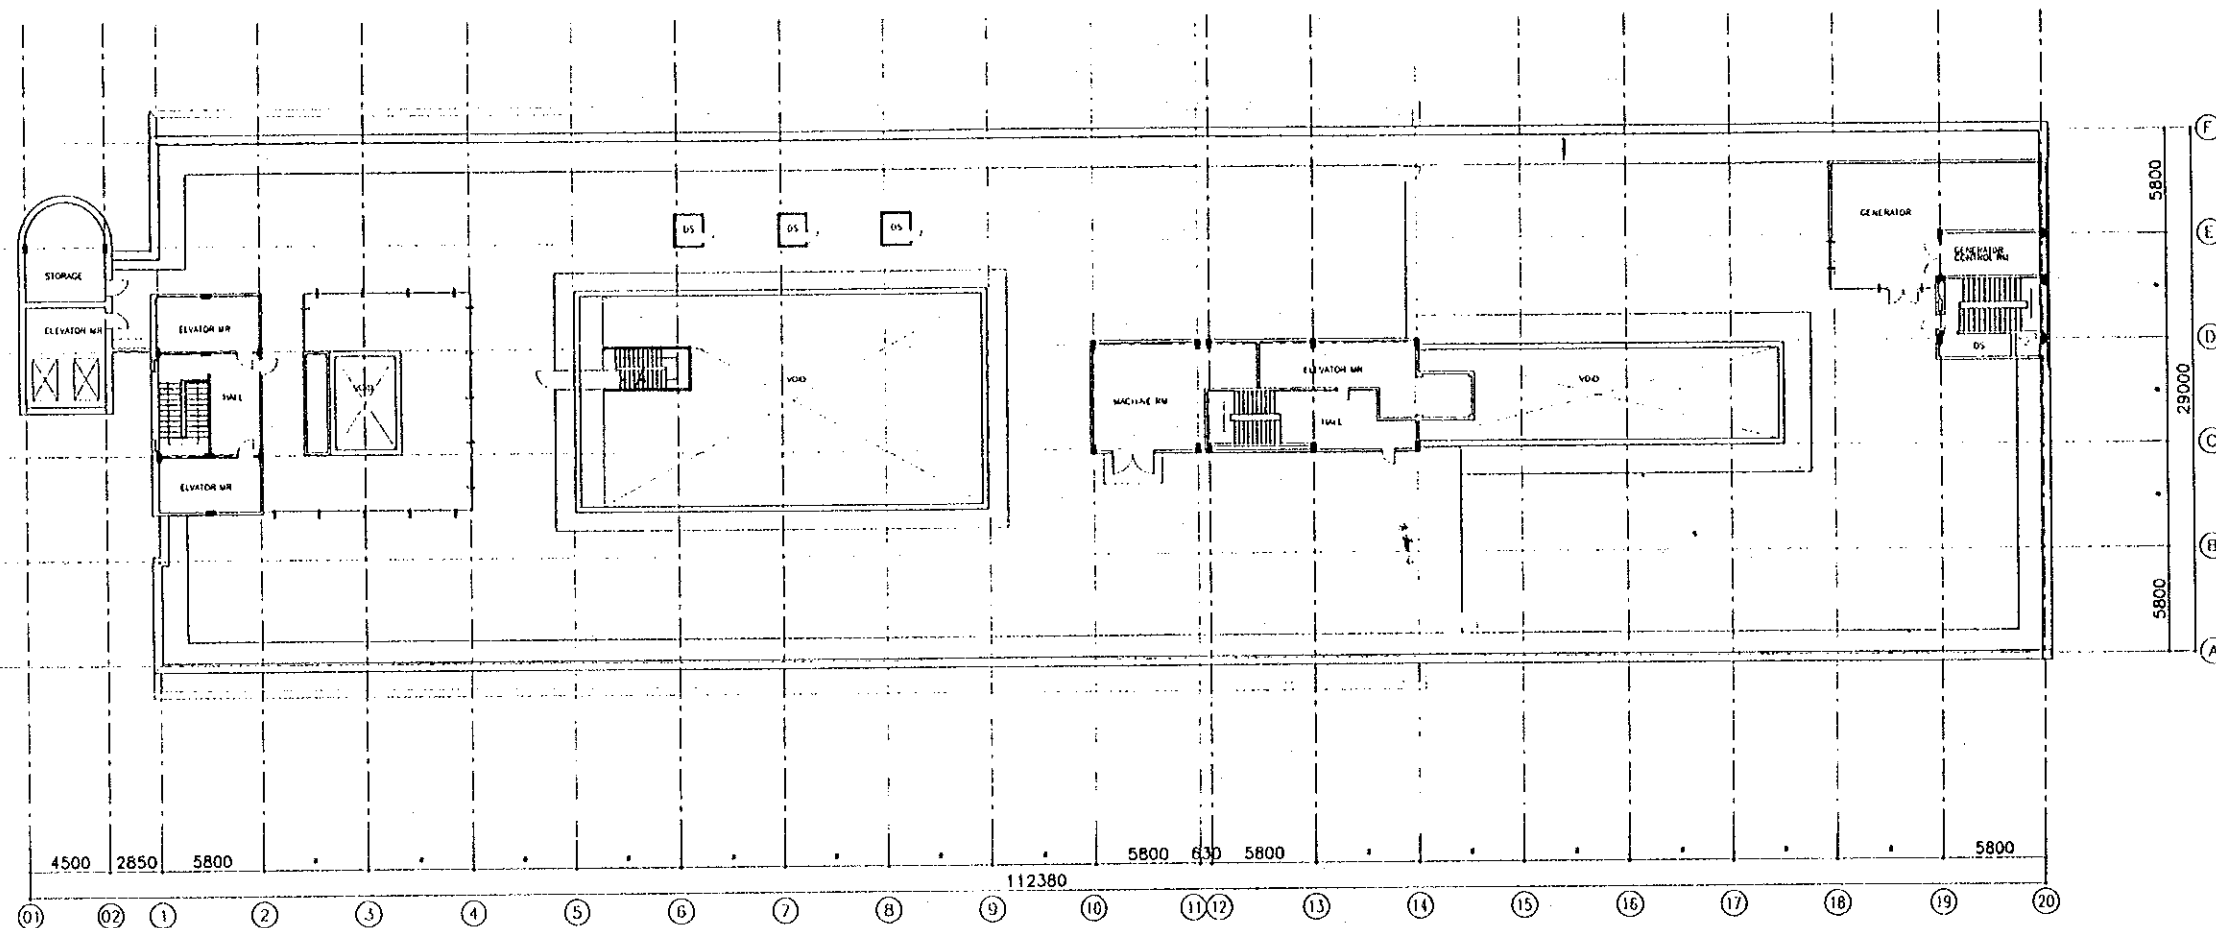 F
5800
GENERATOR
DS
DS
DS
E
GENERATOR
CONTROL RM
STORAGE
ELEVATOR MR
ELVATOR MR
D
DS
VOID
ELEVATOR MR
VOID
VOID
HALL
MACHINE RM
HALL
29000
C
ELVATOR MR
B
5800
A
4500 2850 5800 5800 630 5800 5800
112380
01 02 1 2 3 4 5 6 7 8 9 10 11 12 13 14 15 16 17 18 19 20